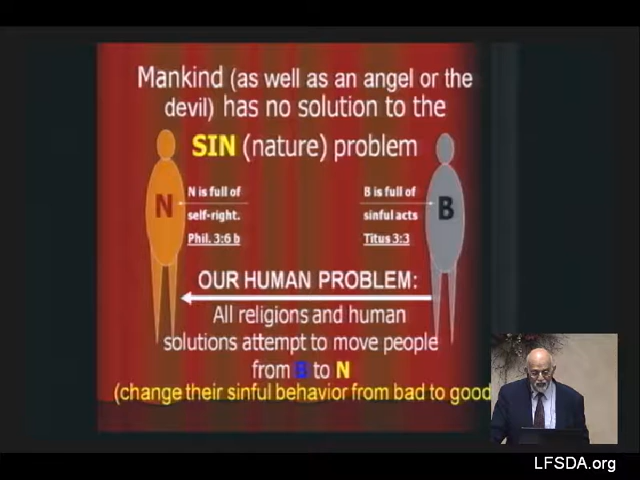 Mankind (as well as an angel or the
devil) has no solution to the
SIN (nature) problem
N is full of
self-right.
Phil. 3:6 b
N
B is full of
sinful acts
Titus 3:3
B
OUR HUMAN PROBLEM:
All religions and human
solutions attempt to move people
from B to N
(change their sinful behavior from bad to good
LFSDA.org